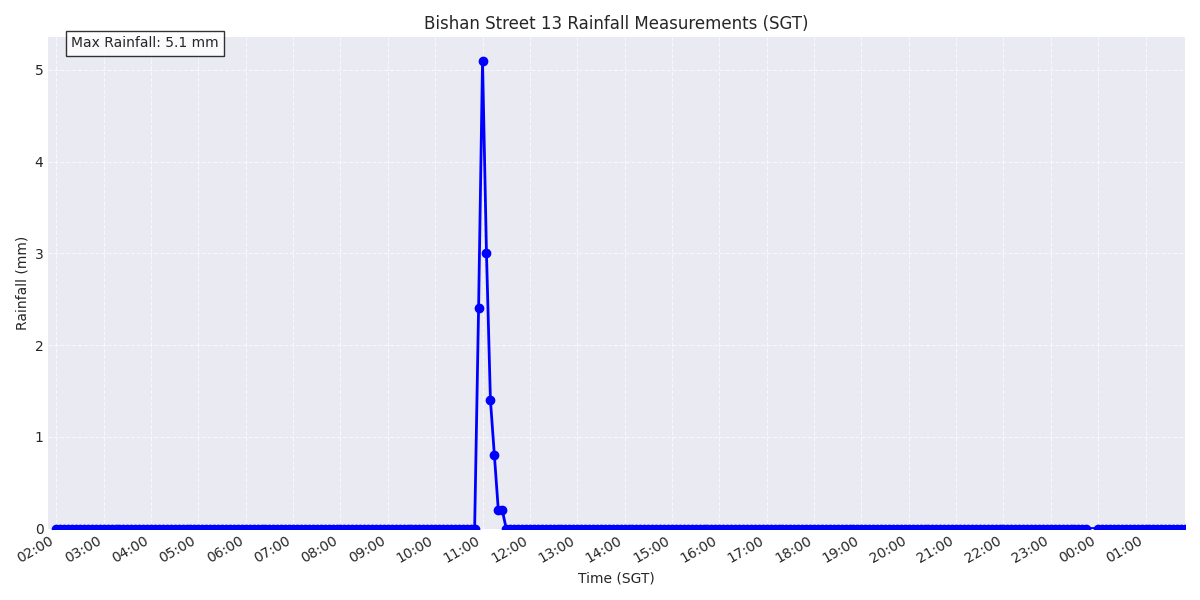 Bishan Street 13 Rainfall Measurements (SGT)
Max Rainfall: 5.1 mm
Rainfall (mm)
5
4
3
2
1
0
02:00 03:00 04:00 05:00 06:00 07:00 08:00 09:00 10:00 11:00 12:00 13:00 14:00 15:00 16:00 17:00 18:00 19:00 20:00 21:00 22:00 23:00 00:00 01:00
Time (SGT)